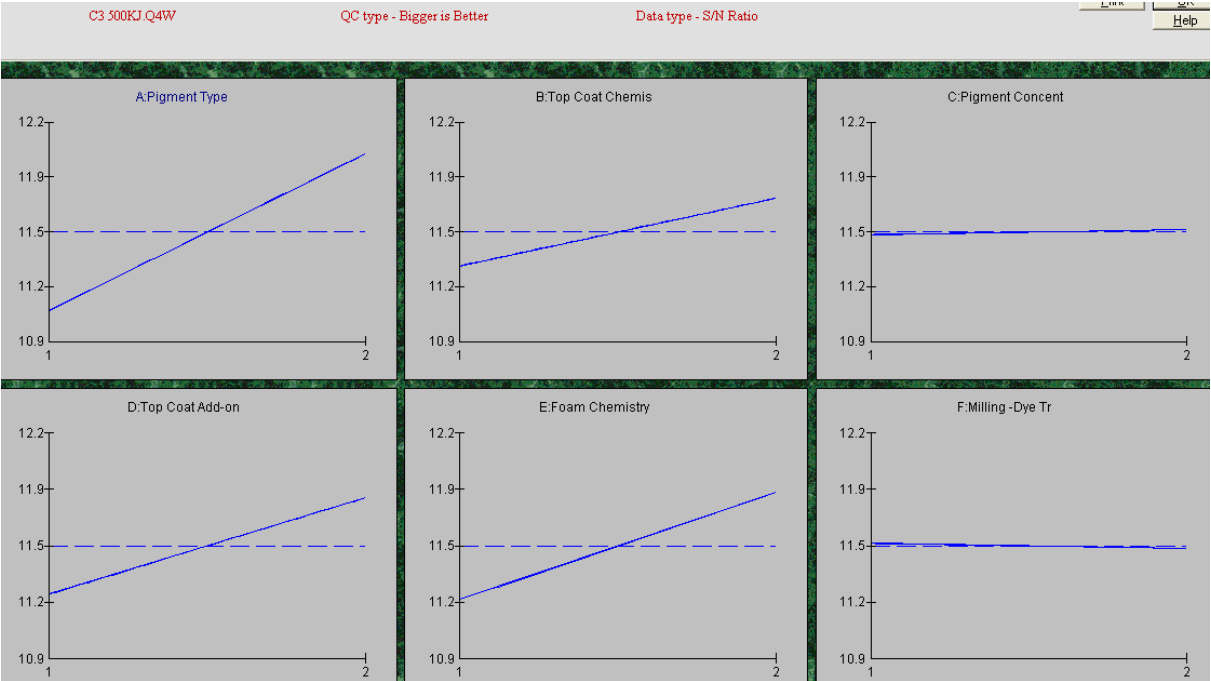 C3 500KJ.Q4W QC type - Bigger is Better Data type - S/N Ratio
Help
A:Pigment Type B:Top Coat Chemis C:Pigment Concent
12.2 12.2 12.2
11.9 11.9 11.9
11.5 11.5 11.5
11.2 11.2 11.2
10.9 10.9 10.9
1 2 1 2 1 2
D:Top Coat Add-on E:Foam Chemistry F:Milling -Dye Tr
12.2 12.2 12.2
11.9 11.9 11.9
11.5 11.5 11.5
11.2 11.2 11.2
10.9 10.9 10.9
1 2 1 2 1 2